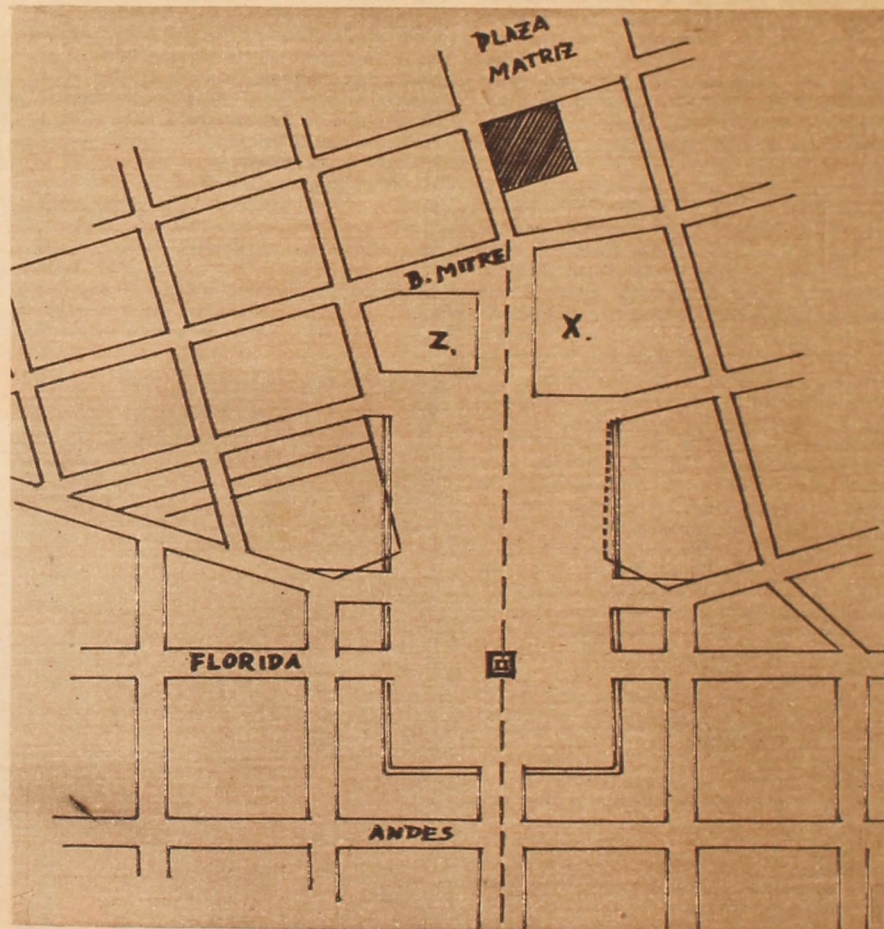 PLAZA
MATRIZ
B. MITRE
Z.
X.
FLORIDA
ANDES